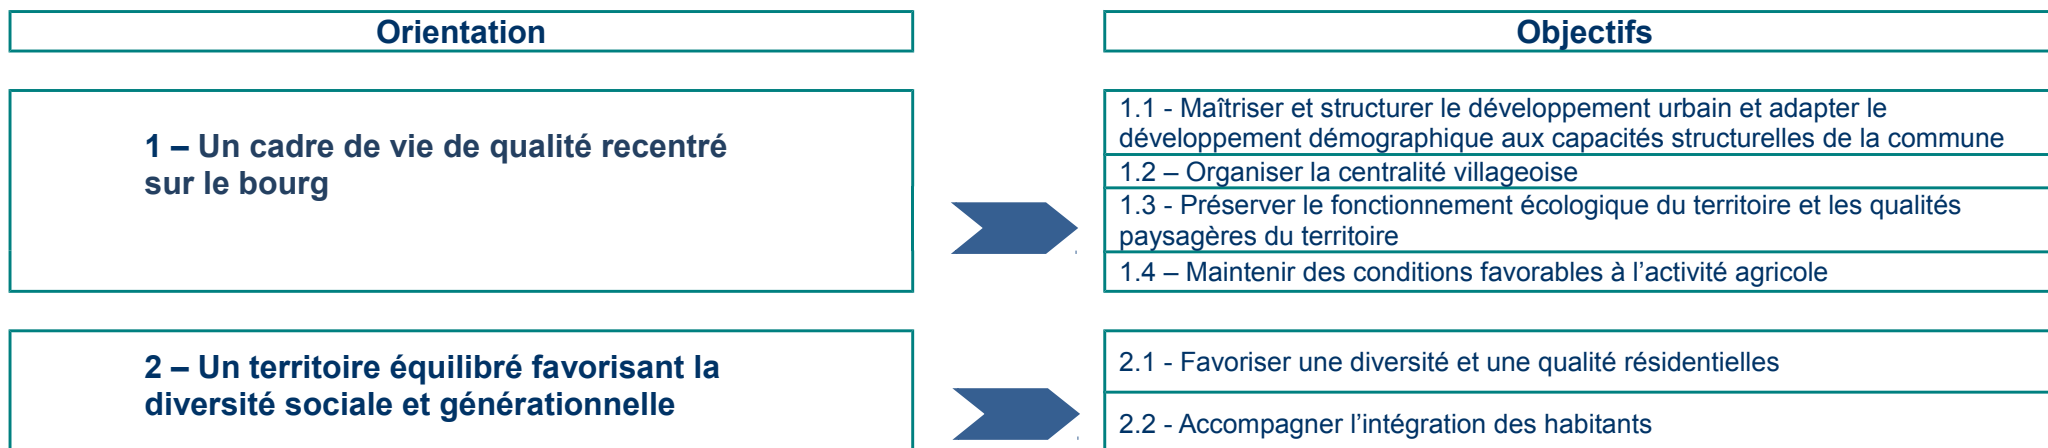 Orientation
Objectifs
1 – Un cadre de vie de qualité recentré
sur le bourg
1.1 - Maîtriser et structurer le développement urbain et adapter le
développement démographique aux capacités structurelles de la commune
1.2 – Organiser la centralité villageoise
1.3 - Préserver le fonctionnement écologique du territoire et les qualités
paysagères du territoire
1.4 – Maintenir des conditions favorables à l’activité agricole
2 – Un territoire équilibré favorisant la
diversité sociale et générationnelle
2.1 - Favoriser une diversité et une qualité résidentielles
2.2 - Accompagner l’intégration des habitants